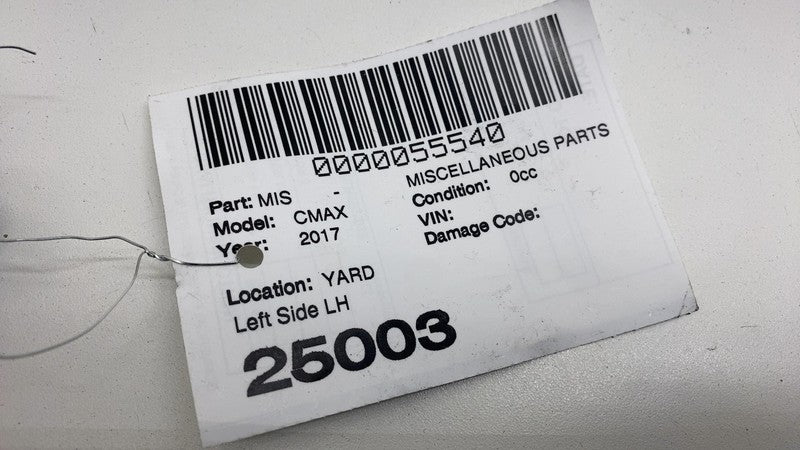 0000055540
Part: MIS -
MISCELLANEOUS PARTS
Model: CMAX
Condition: 0cc
Year: 2017
VIN:
Damage Code:
Location: YARD
Left Side LH
25003